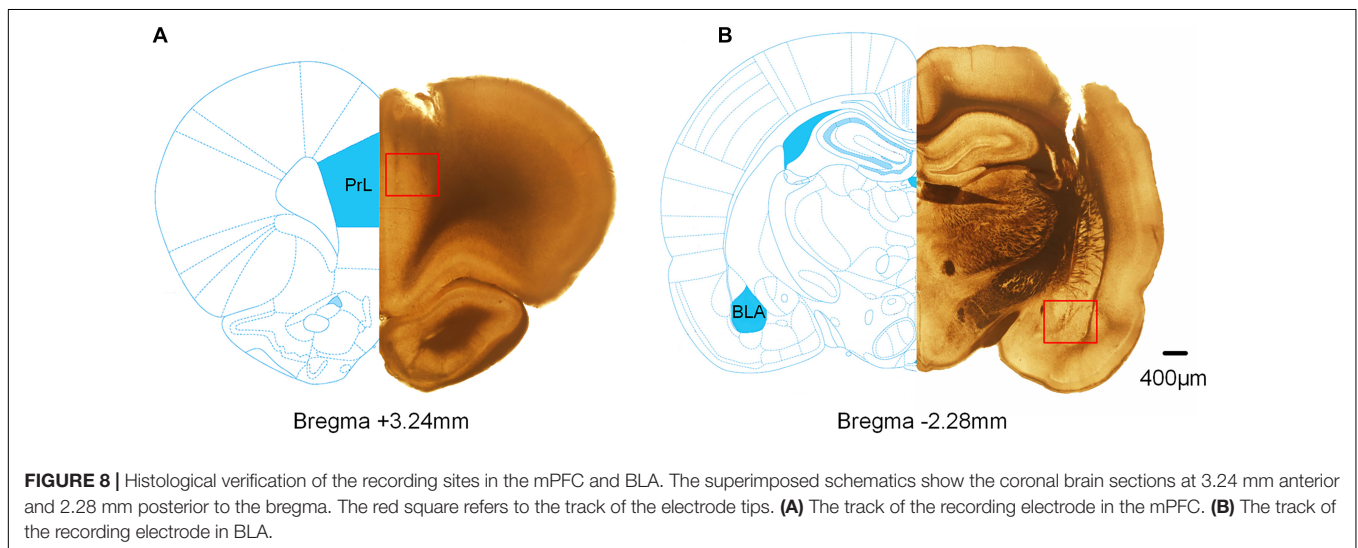 A
B
PrL
BLA
400μm
Bregma +3.24mm
Bregma -2.28mm
FIGURE 8 | Histological verification of the recording sites in the mPFC and BLA. The superimposed schematics show the coronal brain sections at 3.24 mm anterior
and 2.28 mm posterior to the bregma. The red square refers to the track of the electrode tips. (A) The track of the recording electrode in the mPFC. (B) The track of
the recording electrode in BLA.